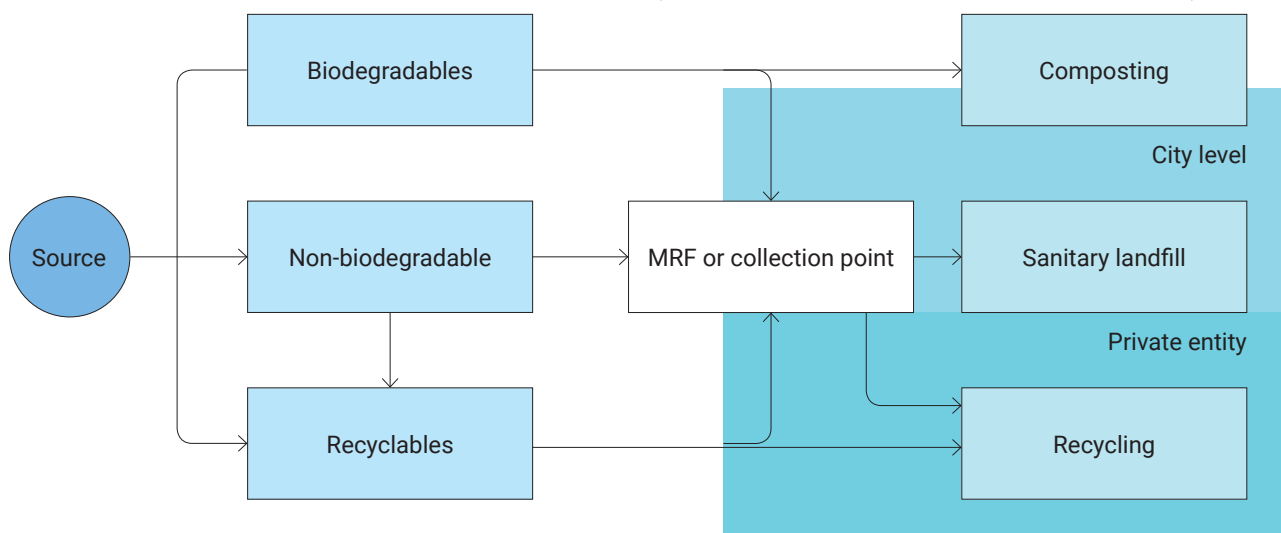 Biodegradables
Composting
City level
Source
Non-biodegradable
MRF or collection point
Sanitary landfill
Private entity
Recyclables
Recycling